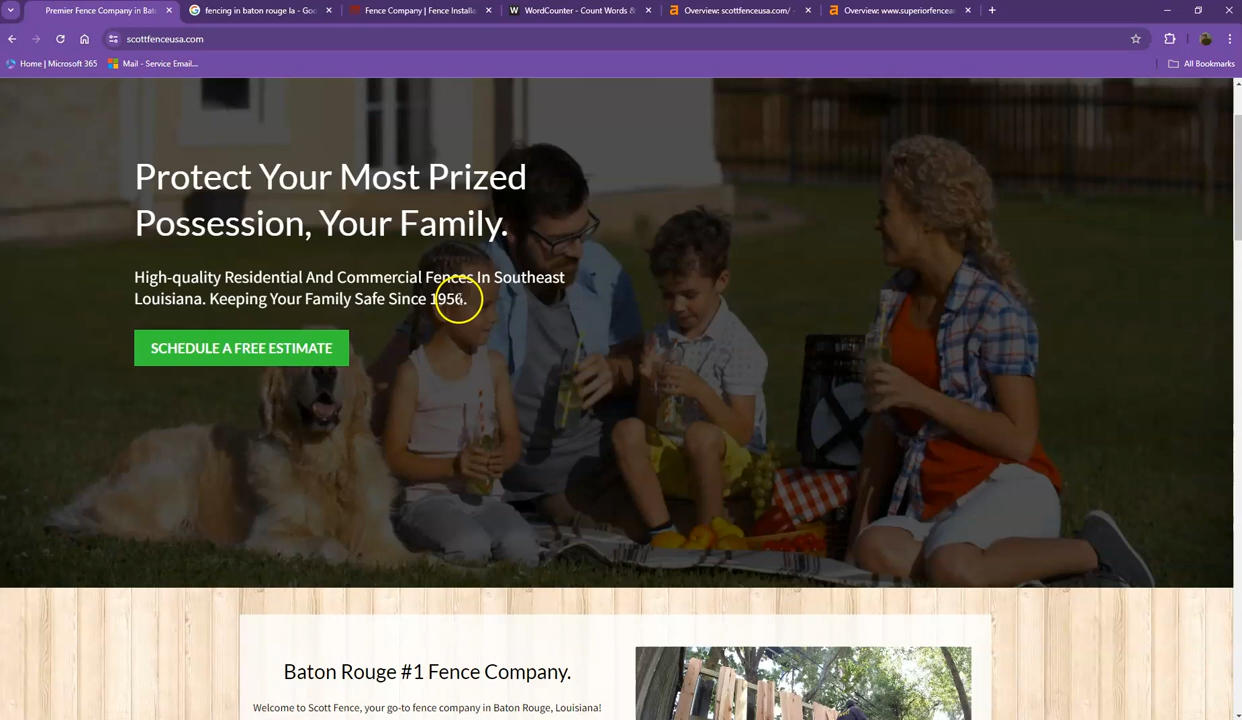 Premier Fence Company in Bato
fencing in baton rouge la - Goo
Fence Company | Fence Installa
WordCounter - Count Words &
Overview: scottfenceusa.com/ -
Overview: www.superiorfencea
scottfenceusa.com
Home | Microsoft 365
Mail - Service Email...
All Bookmarks
Protect Your Most Prized
Possession, Your Family.
High-quality Residential And Commercial Fences In Southeast
Louisiana. Keeping Your Family Safe Since 1956.
SCHEDULE A FREE ESTIMATE
Baton Rouge #1 Fence Company.
Welcome to Scott Fence, your go-to fence company in Baton Rouge, Louisiana!